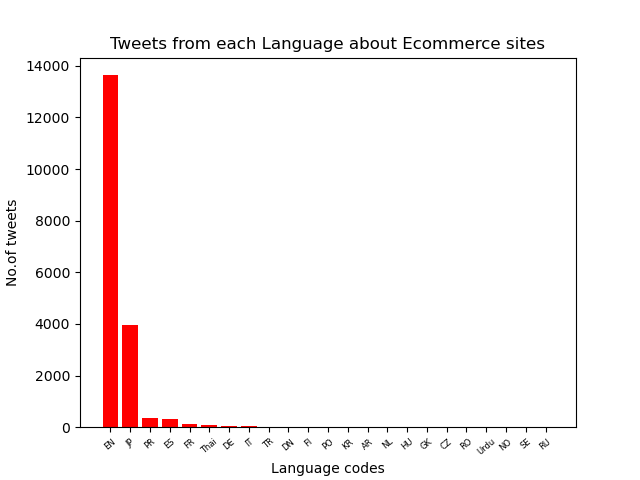 Tweets from each Language about Ecommerce sites
14000
12000
10000
8000
6000
4000
2000
0
No.of tweets
EN JP PR ES FR Thai DE IT TR DN FI PO KR AR NL HU GK CZ RO Urdu NO SE RU
Language codes